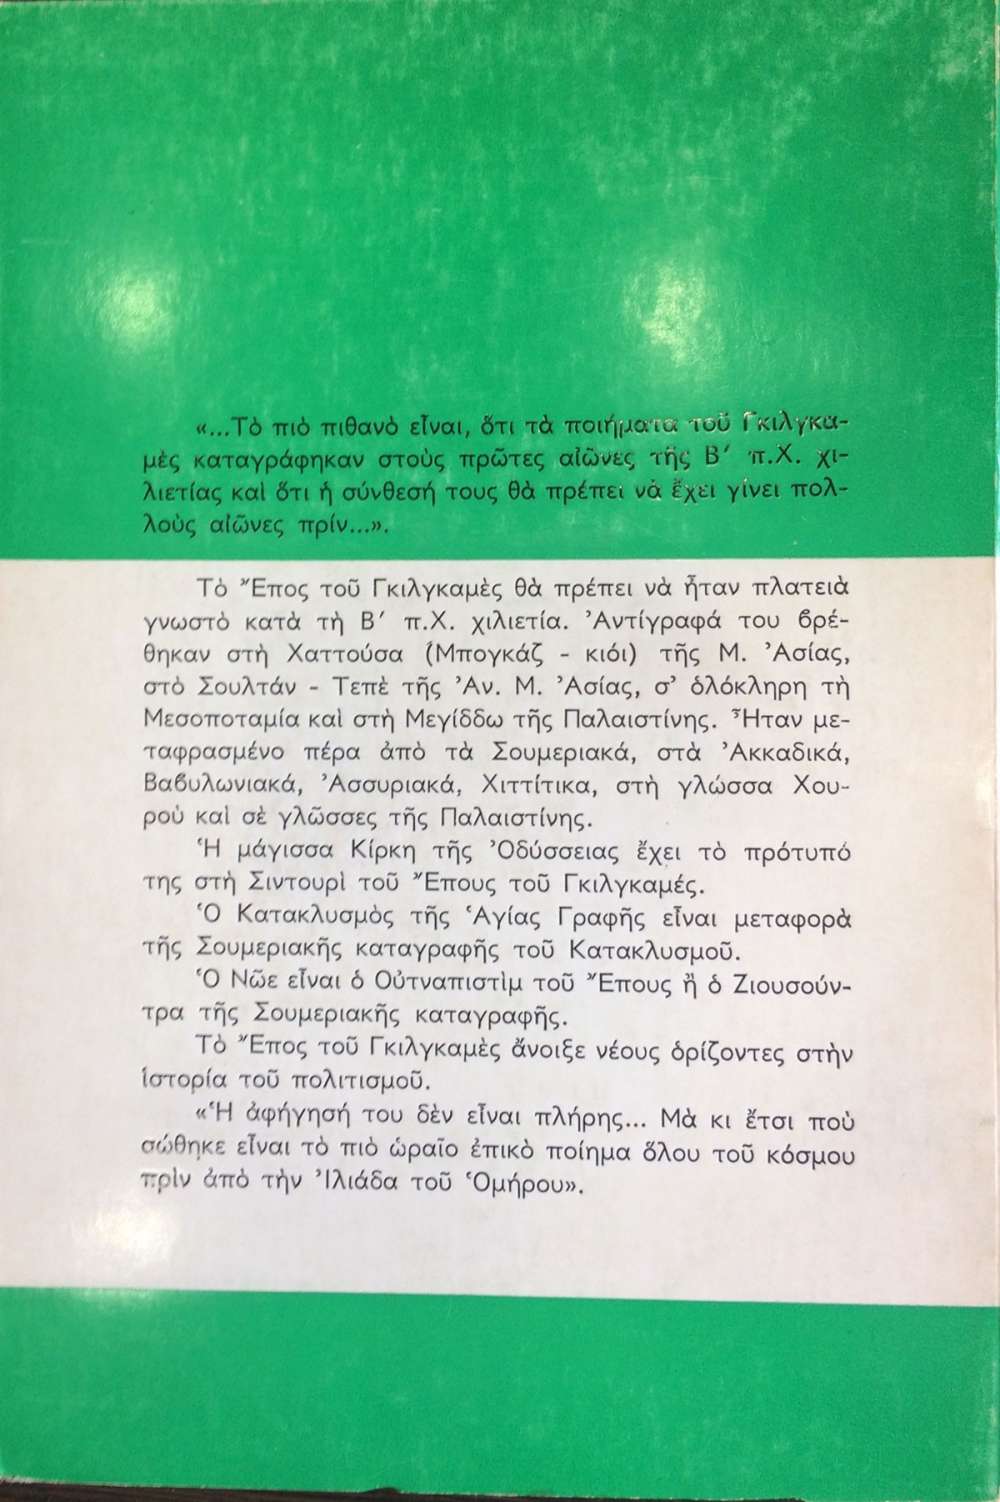 «...Τὸ πιὸ πιθανὸ εἶναι, ὅτι τὰ ποιήματα τοῦ Γκιλγκα-
μὲς καταγράφηκαν στοὺς πρῶτες αἰῶνες τῆς Β′ π.Χ. χι-
λιετίας καὶ ὅτι ἡ σύνθεσή τους θὰ πρέπει νὰ ἔχει γίνει πολ-
λοὺς αἰῶνες πρίν...».
Τὸ Ἔπος τοῦ Γκιλγκαμὲς θὰ πρέπει νὰ ἦταν πλατειὰ
γνωστὸ κατὰ τὴ Β′ π.Χ. χιλιετία. Ἀντίγραφά του βρέ-
θηκαν στὴ Χαττούσα (Μπογκάζ - κιόι) τῆς Μ. Ἀσίας,
στὸ Σουλτάν - Τεπὲ τῆς Ἀν. Μ. Ἀσίας, σ᾿ ὁλόκληρη τὴ
Μεσοποταμία καὶ στὴ Μεγίδδω τῆς Παλαιστίνης. Ἦταν με-
ταφρασμένο πέρα ἀπὸ τὰ Σουμεριακά, στὰ Ἀκκαδικά,
Βαβυλωνιακά, Ἀσσυριακά, Χιττίτικα, στὴ γλώσσα Χου-
ροὺ καὶ σὲ γλῶσσες τῆς Παλαιστίνης.
Ἡ μάγισσα Κίρκη τῆς Ὀδύσσειας ἔχει τὸ πρότυπό
της στὴ Σιντουρὶ τοῦ Ἔπους τοῦ Γκιλγκαμές.
Ὁ Κατακλυσμὸς τῆς Ἁγίας Γραφῆς εἶναι μεταφορὰ
τῆς Σουμεριακῆς καταγραφῆς τοῦ Κατακλυσμοῦ.
Ὁ Νῶε εἶναι ὁ Οὐτναπιστὶμ τοῦ Ἔπους ἢ ὁ Ζιουσούν-
τρα τῆς Σουμεριακῆς καταγραφῆς.
Τὸ Ἔπος τοῦ Γκιλγκαμὲς ἄνοιξε νέους ὁρίζοντες στὴν
ἱστορία τοῦ πολιτισμοῦ.
«Ἡ ἀφήγησή του δὲν εἶναι πλήρης... Μὰ κι ἔτσι ποὺ
σώθηκε εἶναι τὸ πιὸ ὡραῖο ἐπικὸ ποίημα ὅλου τοῦ κόσμου
πρὶν ἀπὸ τὴν Ἰλιάδα τοῦ Ὁμήρου».